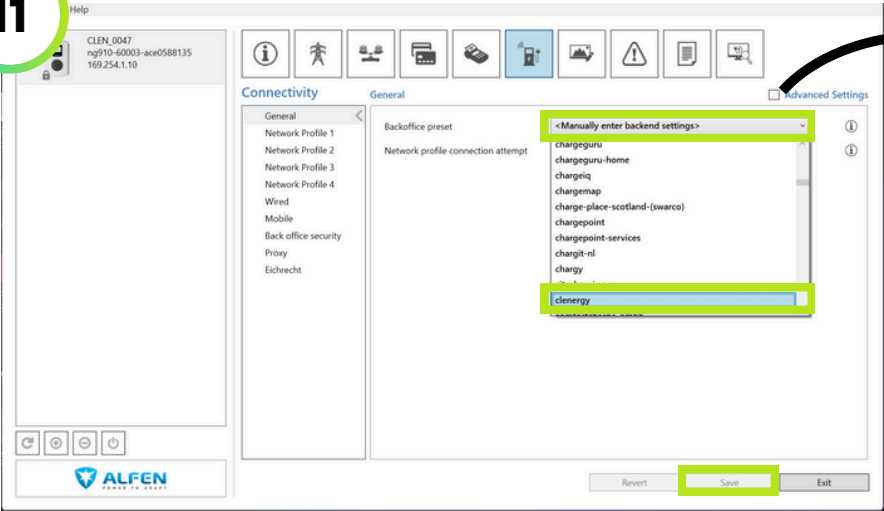 11
Help
CLEN_0047
ng910-60003-ace0588135
169.254.1.10
Connectivity
General
Network Profile 1
Network Profile 2
Network Profile 3
Network Profile 4
Wired
Mobile
Back office security
Proxy
Eichrecht
General
Advanced Settings
Backoffice preset
<Manually enter backend settings>
Network profile connection attempt
chargeguru
chargeguru-home
chargeiq
chargemap
charge-place-scotland-(swarco)
chargepoint
chargepoint-services
chargit-nl
chargy
clenergy
ALFEN
POWER TO ADAPT
Revert
Save
Exit